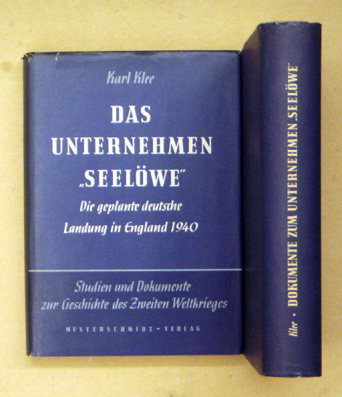 Karl Klee
DAS
UNTERNEHMEN
„SEELÖWE"
Die geplante deutsche
Landung in England 1940
Studien und Dokumente
zur Geschichte des Zweiten Weltkrieges
MUSTERSCHMIDT-VERLAG
Klee • DOKUMENTE ZUM UNTERNEHMEN „SEELÖWE"